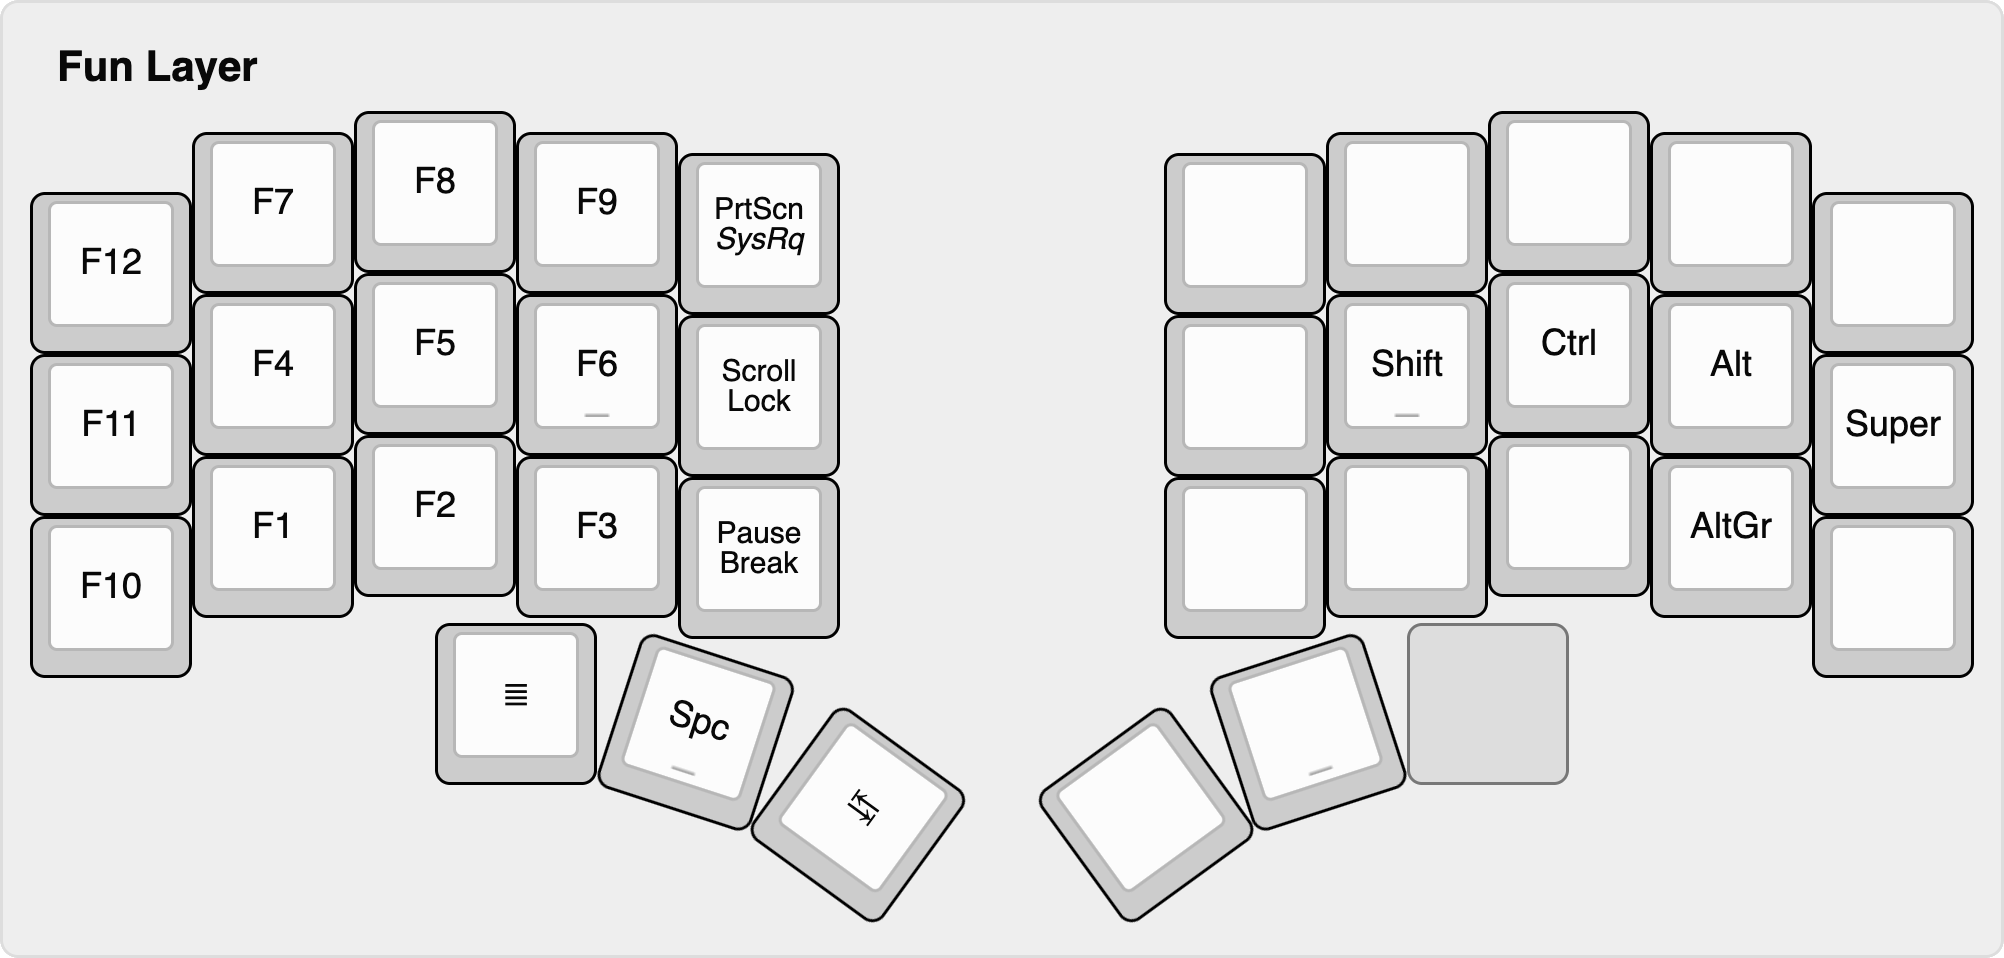 Fun Layer
F12
F7
F8
F9
PrtScn
SysRq
F11
F4
F5
F6
Scroll
Lock
Shift
Ctrl
Alt
Super
F10
F1
F2
F3
Pause
Break
AltGr
Spc